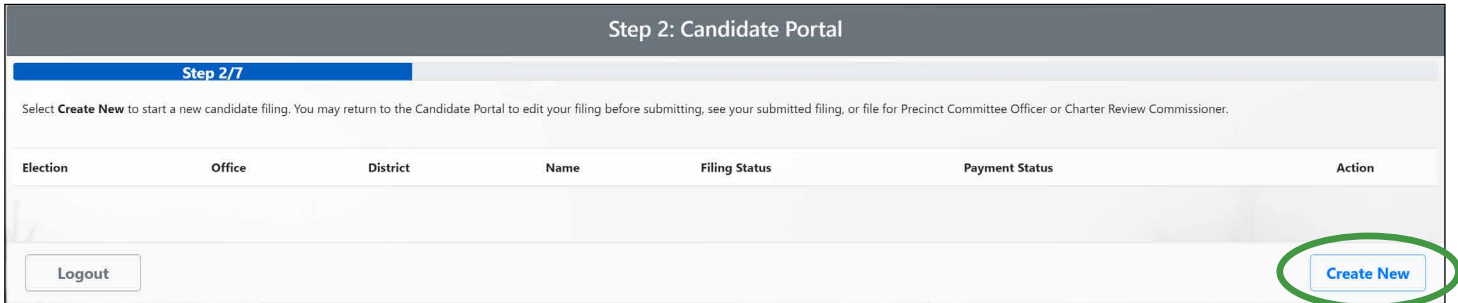 Step 2: Candidate Portal
Step 2/7
Select Create New to start a new candidate filing. You may return to the Candidate Portal to edit your filing before submitting, see your submitted filing, or file for Precinct Committee Officer or Charter Review Commissioner.
Election Office District Name Filing Status Payment Status Action
Logout Create New